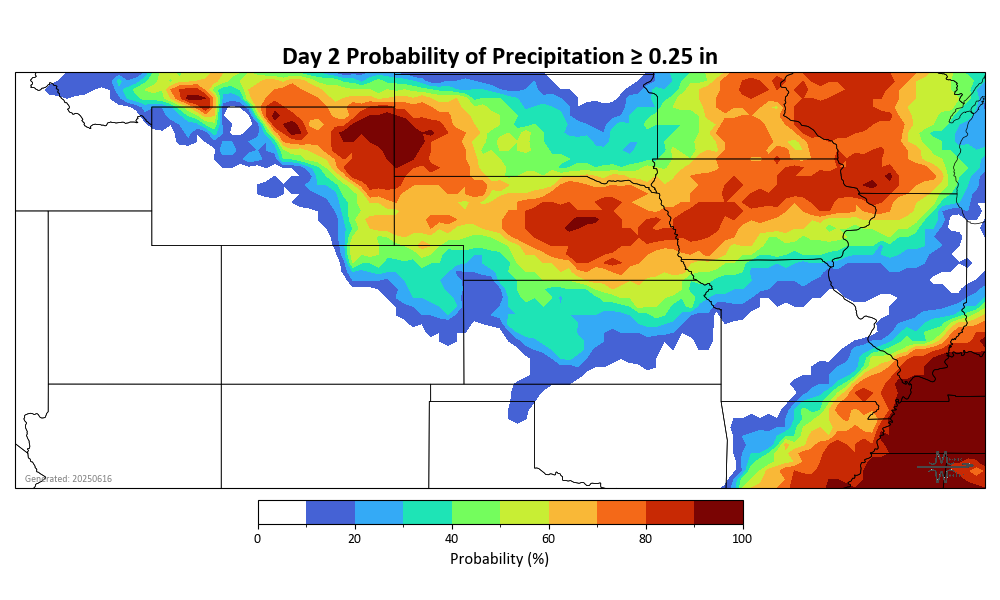 Day 2 Probability of Precipitation ≥ 0.25 in
Generated: 20250616
0 20 40 60 80 100
Probability (%)